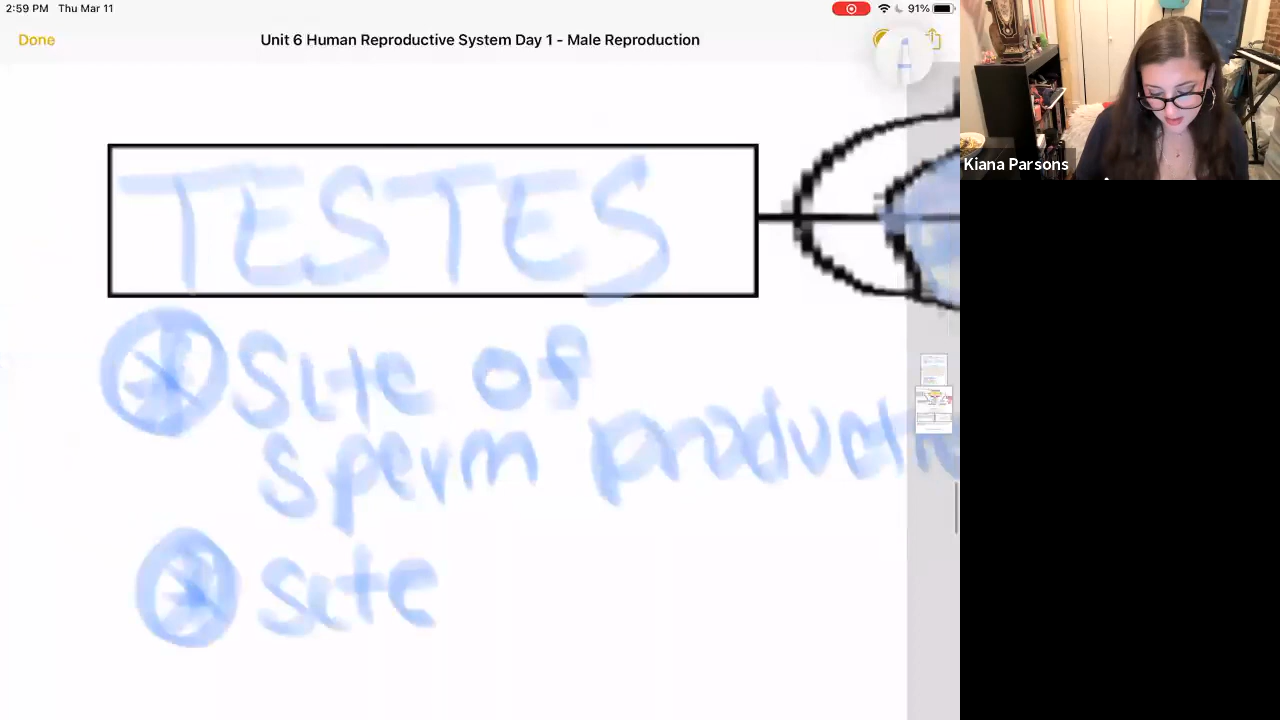 2:59 PM Thu Mar 11
91%
Done
Unit 6 Human Reproductive System Day 1 - Male Reproduction
Kiana Parsons
TESTES
Site of
sperm productio
site